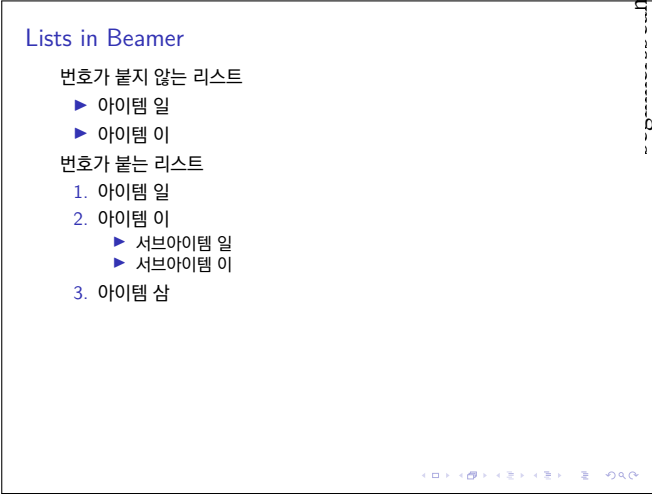 Lists in Beamer
번호가 붙지 않는 리스트
▶ 아이템 일
▶ 아이템 이
번호가 붙는 리스트
1. 아이템 일
2. 아이템 이
▶ 서브아이템 일
▶ 서브아이템 이
3. 아이템 삼